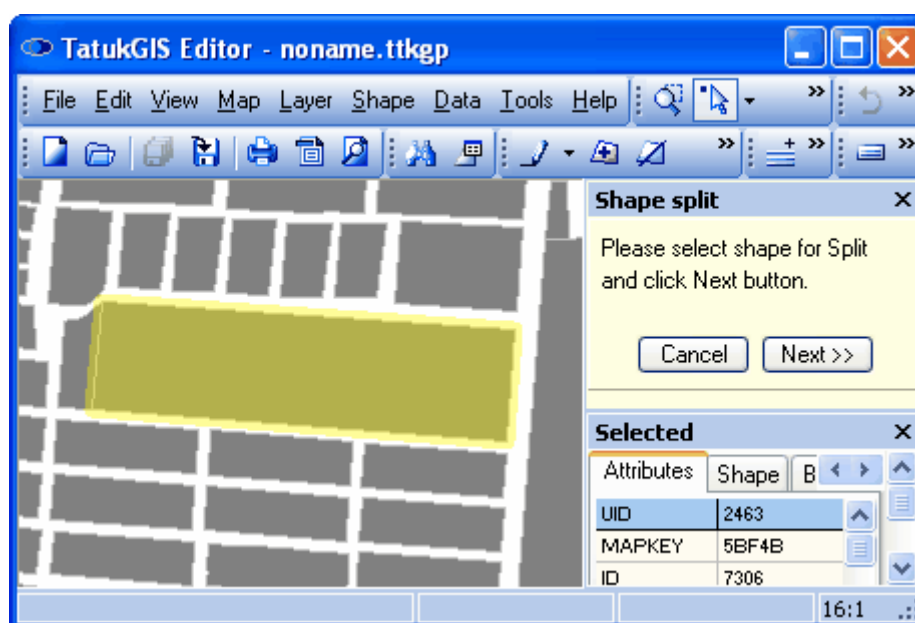 TatukGIS Editor - noname.ttkgp
File Edit View Map Layer Shape Data Tools Help
Shape split
Please select shape for Split
and click Next button.
Cancel Next >>
Selected
Attributes Shape B
UID 2463
MAPKEY 5BF4B
ID 7306
16:1